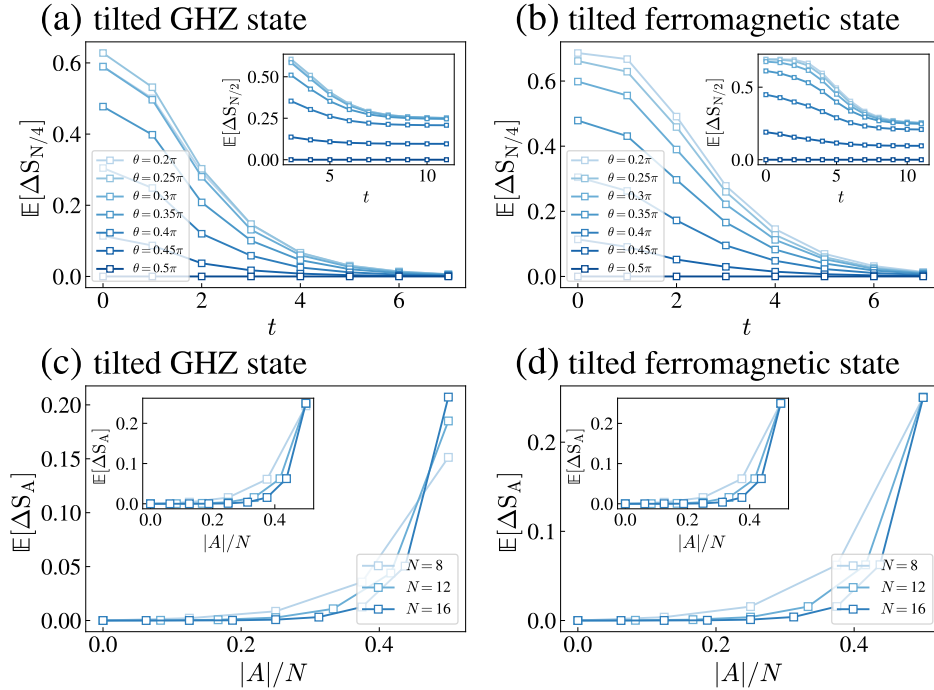 (a) tilted GHZ state
𝔼[ΔS_{N/4}]
0.6
0.4
0.2
0.0
0 2 4 6
t
θ = 0.2π
θ = 0.25π
θ = 0.3π
θ = 0.35π
θ = 0.4π
θ = 0.45π
θ = 0.5π
𝔼[ΔS_{N/2}]
0.50
0.25
0.00
5 10
t
(b) tilted ferromagnetic state
𝔼[ΔS_{N/4}]
0.6
0.4
0.2
0.0
0 2 4 6
t
θ = 0.2π
θ = 0.25π
θ = 0.3π
θ = 0.35π
θ = 0.4π
θ = 0.45π
θ = 0.5π
𝔼[ΔS_{N/2}]
0.5
0.0
0 5 10
t
(c) tilted GHZ state
𝔼[ΔS_A]
0.20
0.15
0.10
0.05
0.00
0.0 0.2 0.4
|A|/N
N = 8
N = 12
N = 16
𝔼[ΔS_A]
0.2
0.1
0.0
0.0 0.2 0.4
|A|/N
(d) tilted ferromagnetic state
𝔼[ΔS_A]
0.2
0.1
0.0
0.0 0.2 0.4
|A|/N
N = 8
N = 12
N = 16
𝔼[ΔS_A]
0.2
0.1
0.0
0.0 0.2 0.4
|A|/N